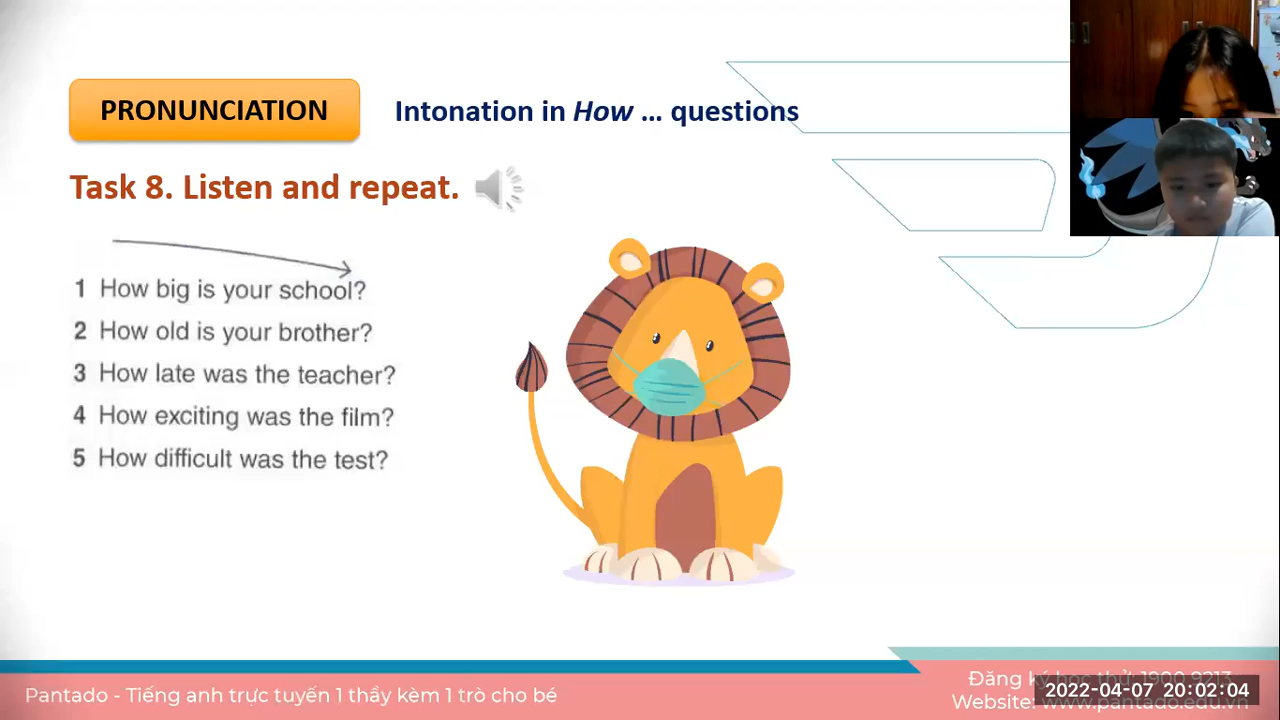 PRONUNCIATION
Intonation in How ... questions
Task 8. Listen and repeat.
1 How big is your school?
2 How old is your brother?
3 How late was the teacher?
4 How exciting was the film?
5 How difficult was the test?
Pantado - Tiếng anh trực tuyến 1 thầy kèm 1 trò cho bé
Đăng ký học thử: 1900 9213
Website: www.pantado.edu.vn
2022-04-07 20:02:04